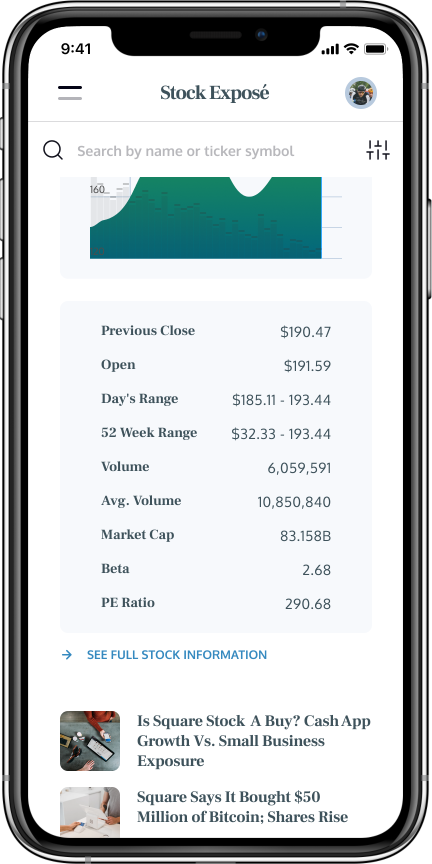 9:41
Stock Exposé
Search by name or ticker symbol
160
Previous Close $190.47
Open $191.59
Day's Range $185.11 - 193.44
52 Week Range $32.33 - 193.44
Volume 6,059,591
Avg. Volume 10,850,840
Market Cap 83.158B
Beta 2.68
PE Ratio 290.68
SEE FULL STOCK INFORMATION
Is Square Stock A Buy? Cash App
Growth Vs. Small Business
Exposure
Square Says It Bought $50
Million of Bitcoin; Shares Rise